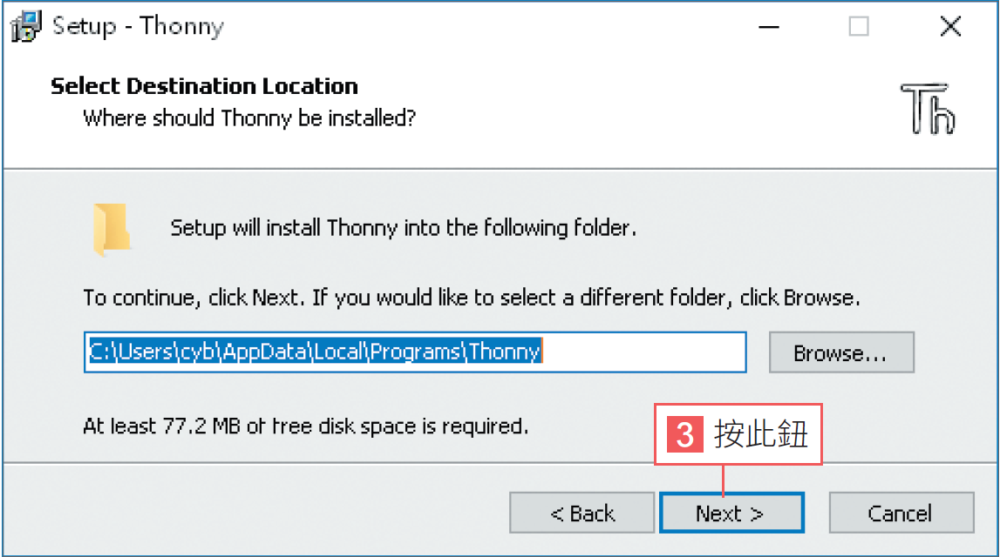 Setup - Thonny
Select Destination Location
Where should Thonny be installed?
Th
Setup will install Thonny into the following folder.
To continue, click Next. If you would like to select a different folder, click Browse.
C:\Users\cyb\AppData\Local\Programs\Thonny
Browse...
At least 77.2 MB of free disk space is required.
3 按此鈕
< Back
Next >
Cancel